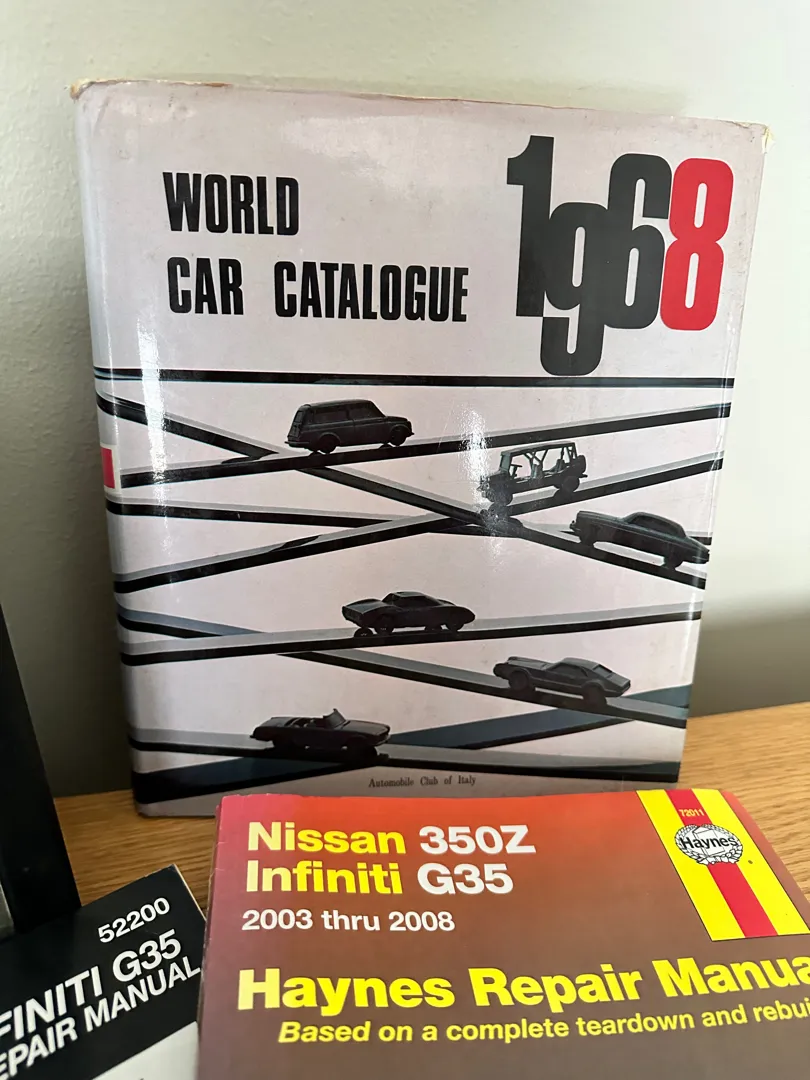 WORLD
CAR CATALOGUE
1968
Automobile Club of Italy
Nissan 350Z
Infiniti G35
2003 thru 2008
72011
Haynes
Haynes Repair Manua
Based on a complete teardown and rebui
52200
FINITI G35
EPAIR MANUAL